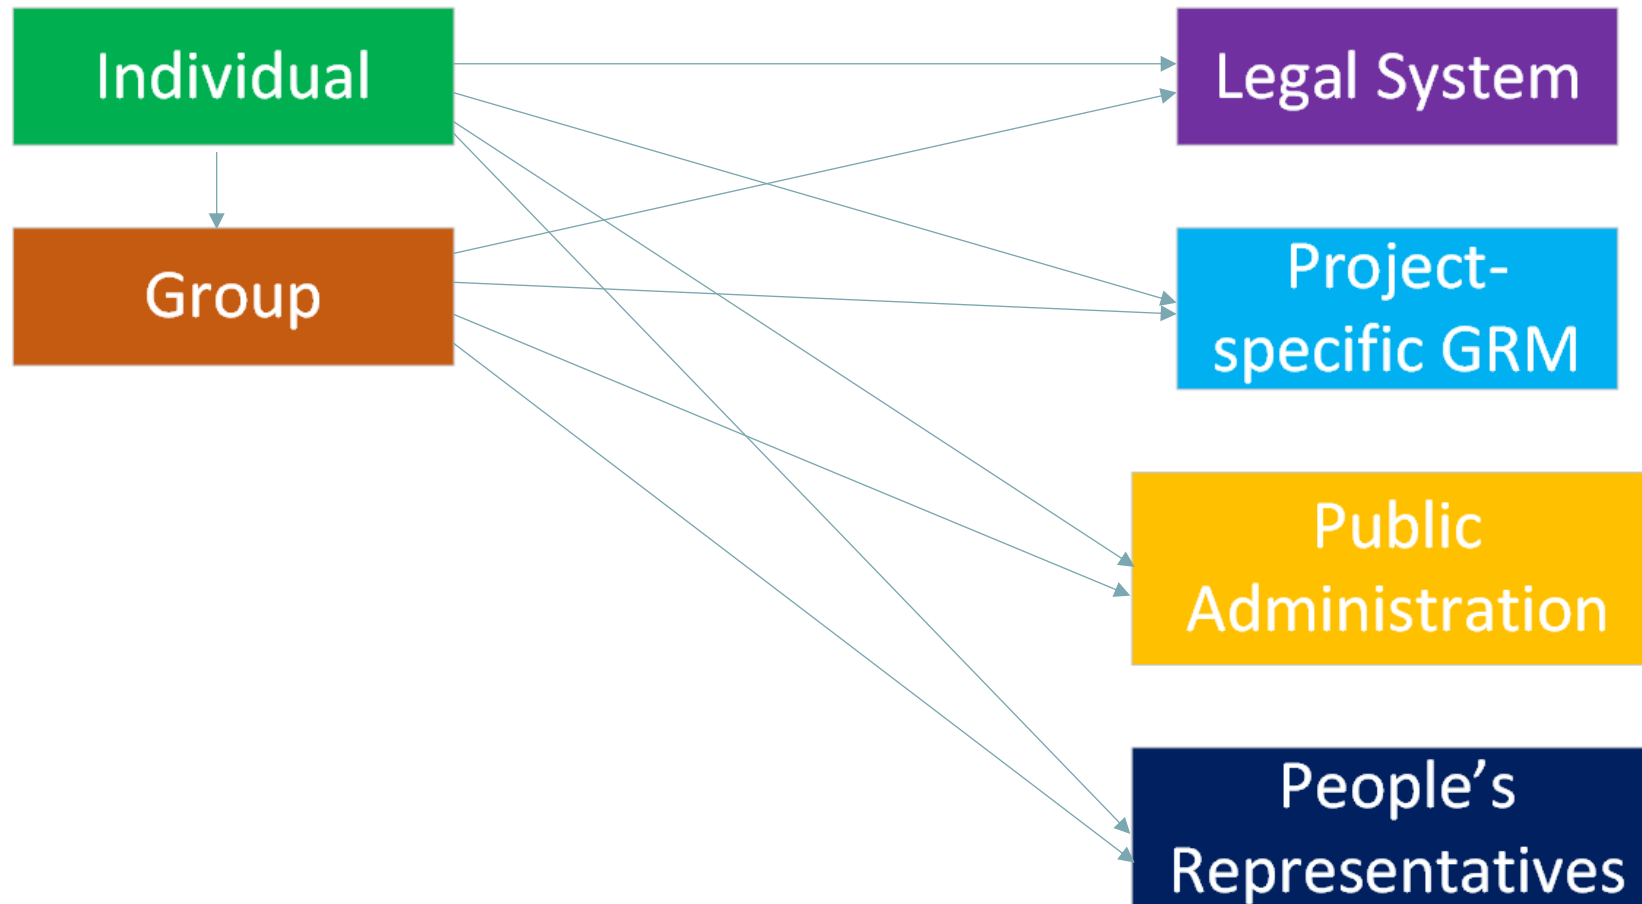 Individual
Legal System
Group
Project-
specific GRM
Public
Administration
People’s
Representatives